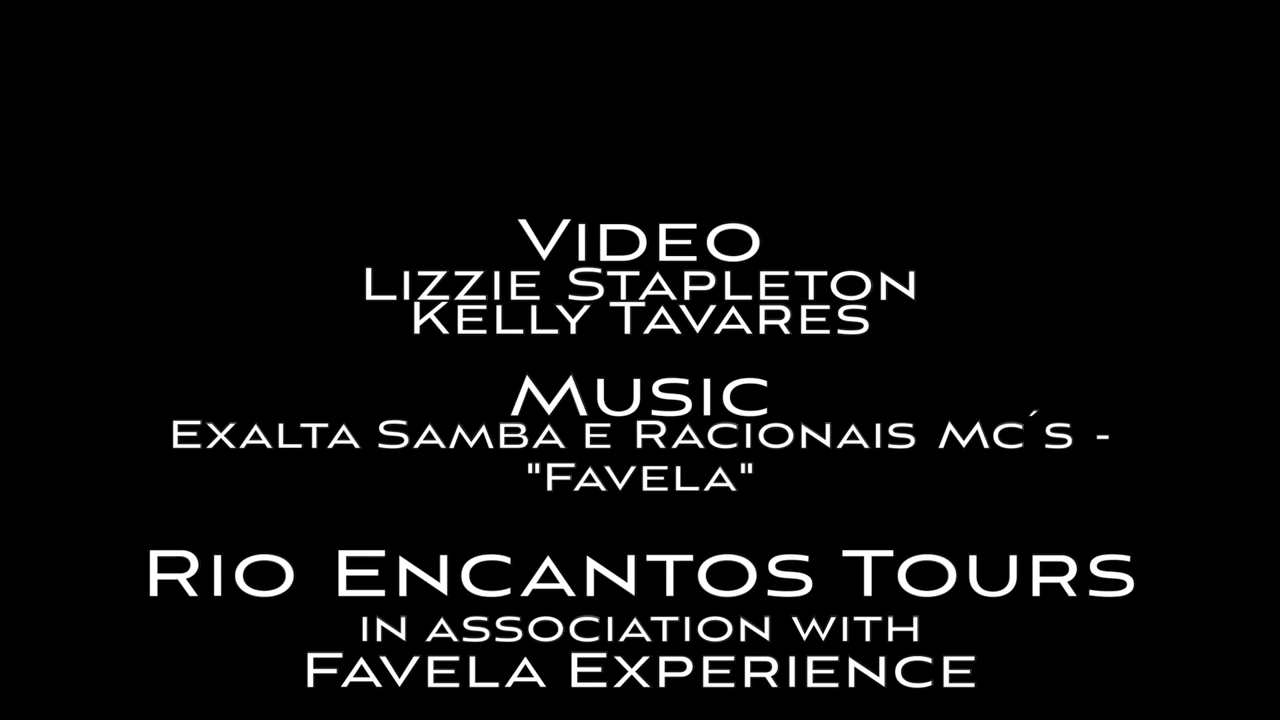 Video
Lizzie Stapleton
Kelly Tavares
Music
Exalta Samba e Racionais Mc´s -
"Favela"
Rio Encantos Tours
in association with
Favela Experience